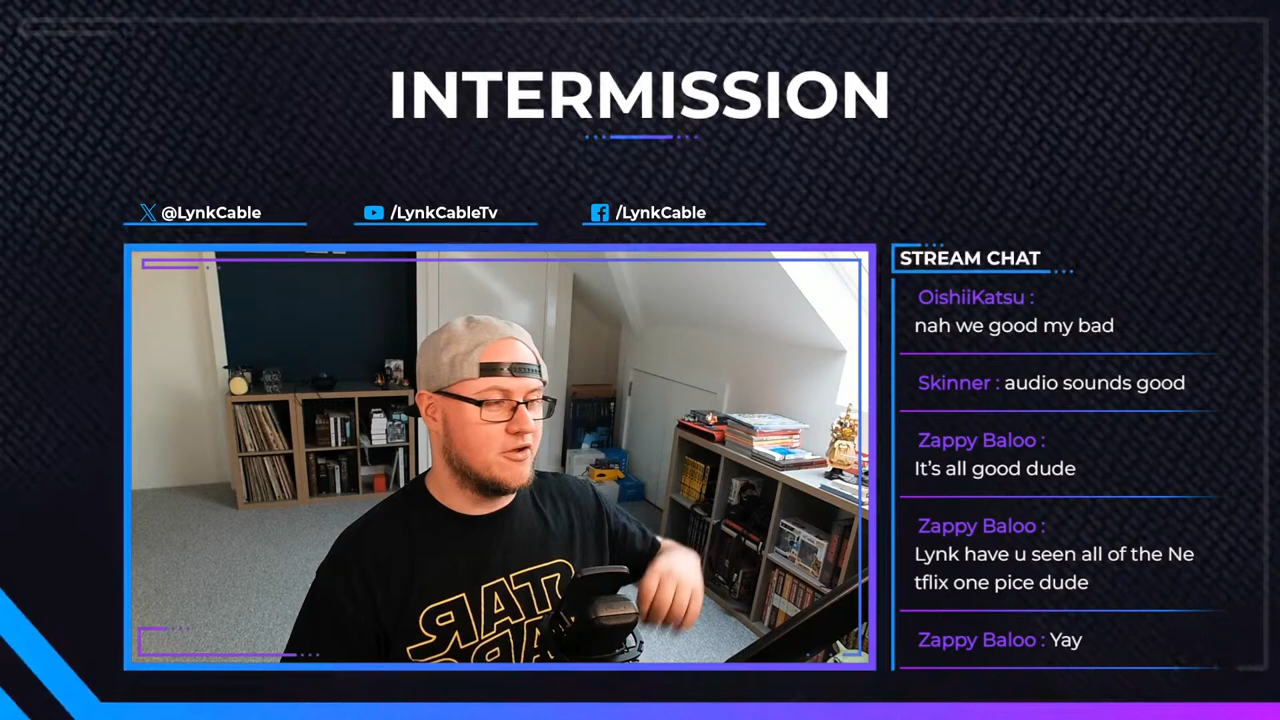 INTERMISSION
@LynkCable
/LynkCableTv
/LynkCable
STREAM CHAT
OishiiKatsu :
nah we good my bad
Skinner : audio sounds good
Zappy Baloo :
It's all good dude
Zappy Baloo :
Lynk have u seen all of the Ne
tflix one pice dude
Zappy Baloo : Yay
STAR